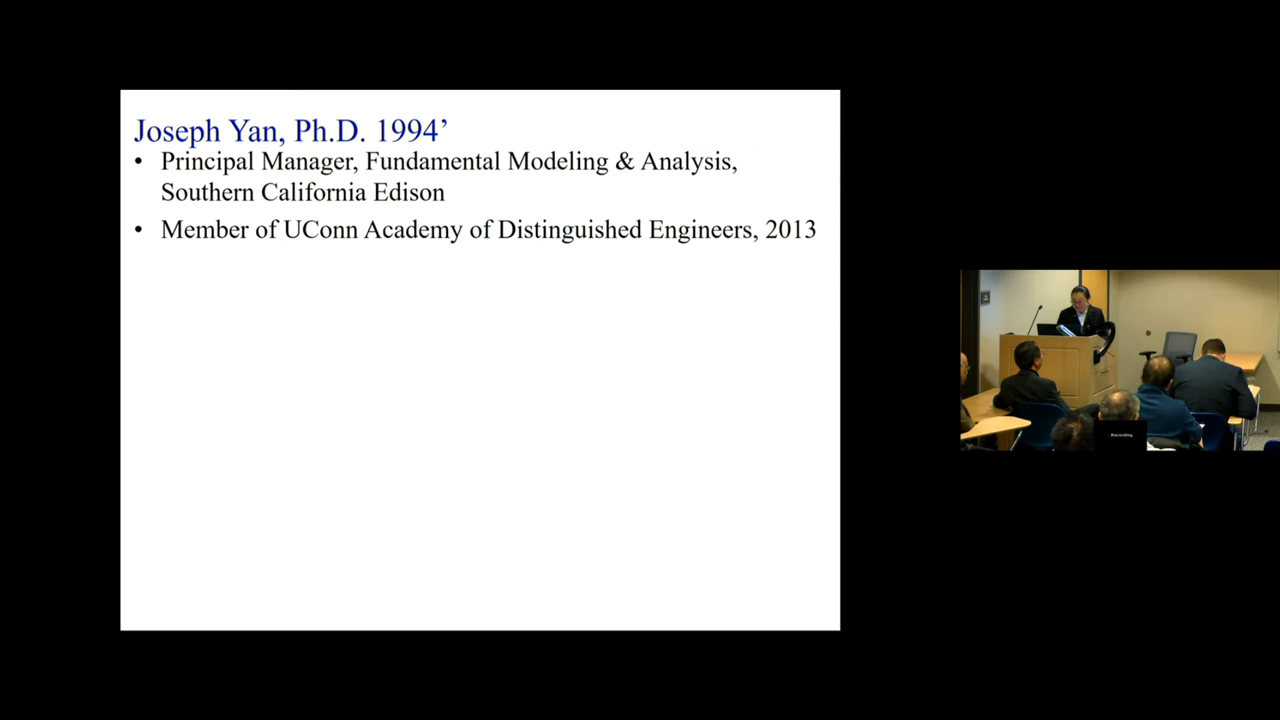 Joseph Yan, Ph.D. 1994’
• Principal Manager, Fundamental Modeling & Analysis,
Southern California Edison
• Member of UConn Academy of Distinguished Engineers, 2013
Recording